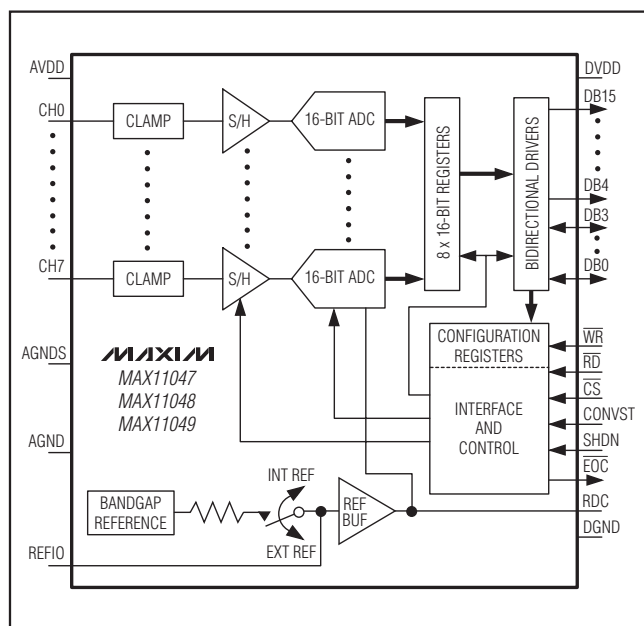 AVDD
DVDD
CH0
CLAMP
S/H
16-BIT ADC
8 x 16-BIT REGISTERS
BIDIRECTIONAL DRIVERS
DB15
DB4
DB3
DB0
CH7
CLAMP
S/H
16-BIT ADC
AGNDS
MAXIM
MAX11047
MAX11048
MAX11049
CONFIGURATION
REGISTERS
INTERFACE
AND
CONTROL
WR
RD
CS
CONVST
SHDN
EOC
AGND
BANDGAP
REFERENCE
INT REF
EXT REF
REF
BUF
RDC
DGND
REFIO